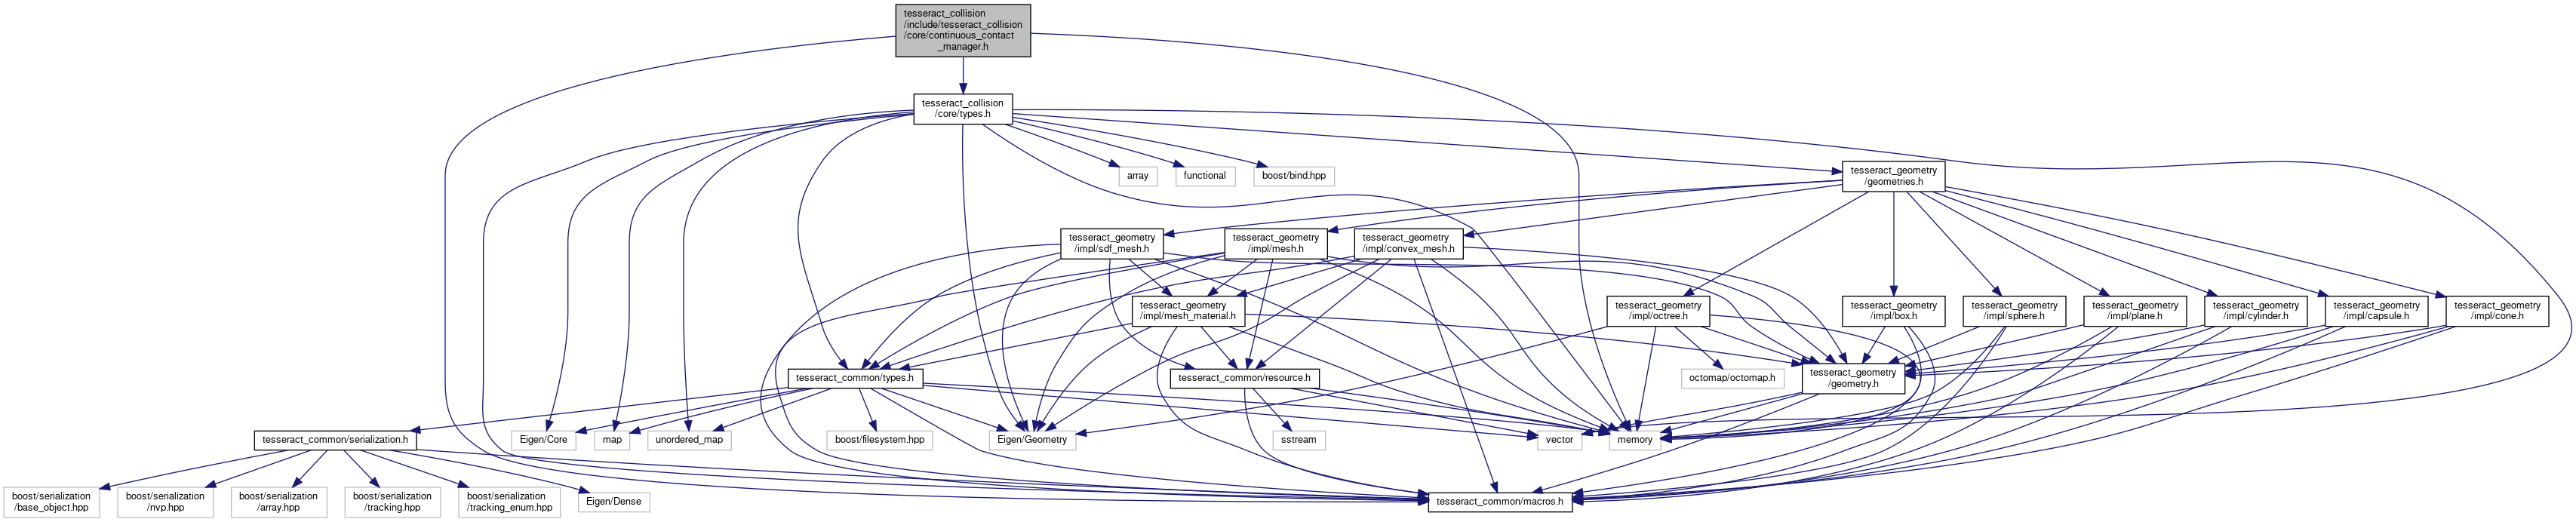 tesseract_collision
/include/tesseract_collision
/core/continuous_contact
_manager.h
tesseract_collision
/core/types.h
array
functional
boost/bind.hpp
tesseract_geometry
/geometries.h
tesseract_geometry
/impl/sdf_mesh.h
tesseract_geometry
/impl/mesh.h
tesseract_geometry
/impl/convex_mesh.h
tesseract_geometry
/impl/mesh_material.h
tesseract_geometry
/impl/octree.h
tesseract_geometry
/impl/box.h
tesseract_geometry
/impl/sphere.h
tesseract_geometry
/impl/plane.h
tesseract_geometry
/impl/cylinder.h
tesseract_geometry
/impl/capsule.h
tesseract_geometry
/impl/cone.h
tesseract_common/types.h
tesseract_common/resource.h
octomap/octomap.h
tesseract_geometry
/geometry.h
tesseract_common/serialization.h
Eigen/Core
map
unordered_map
boost/filesystem.hpp
Eigen/Geometry
sstream
vector
memory
boost/serialization
/base_object.hpp
boost/serialization
/nvp.hpp
boost/serialization
/array.hpp
boost/serialization
/tracking.hpp
boost/serialization
/tracking_enum.hpp
Eigen/Dense
tesseract_common/macros.h